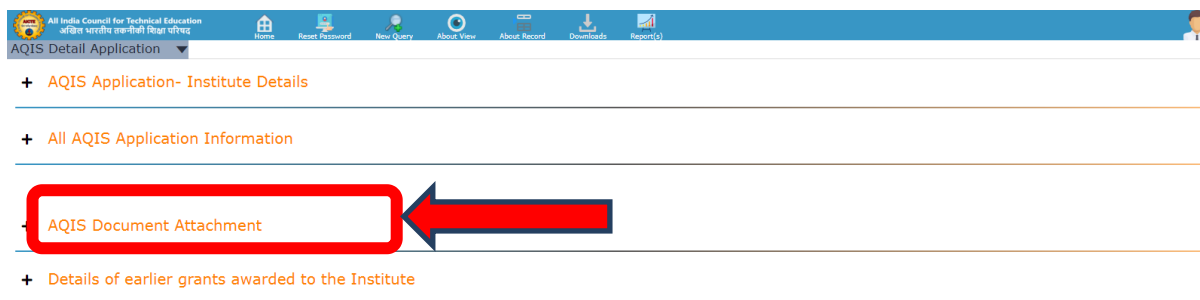 All India Council for Technical Education
अखिल भारतीय तकनीकी शिक्षा परिषद
Home Reset Password New Query About View About Record Downloads Report(s)
AQIS Detail Application
+ AQIS Application- Institute Details
+ All AQIS Application Information
+ AQIS Document Attachment
+ Details of earlier grants awarded to the Institute